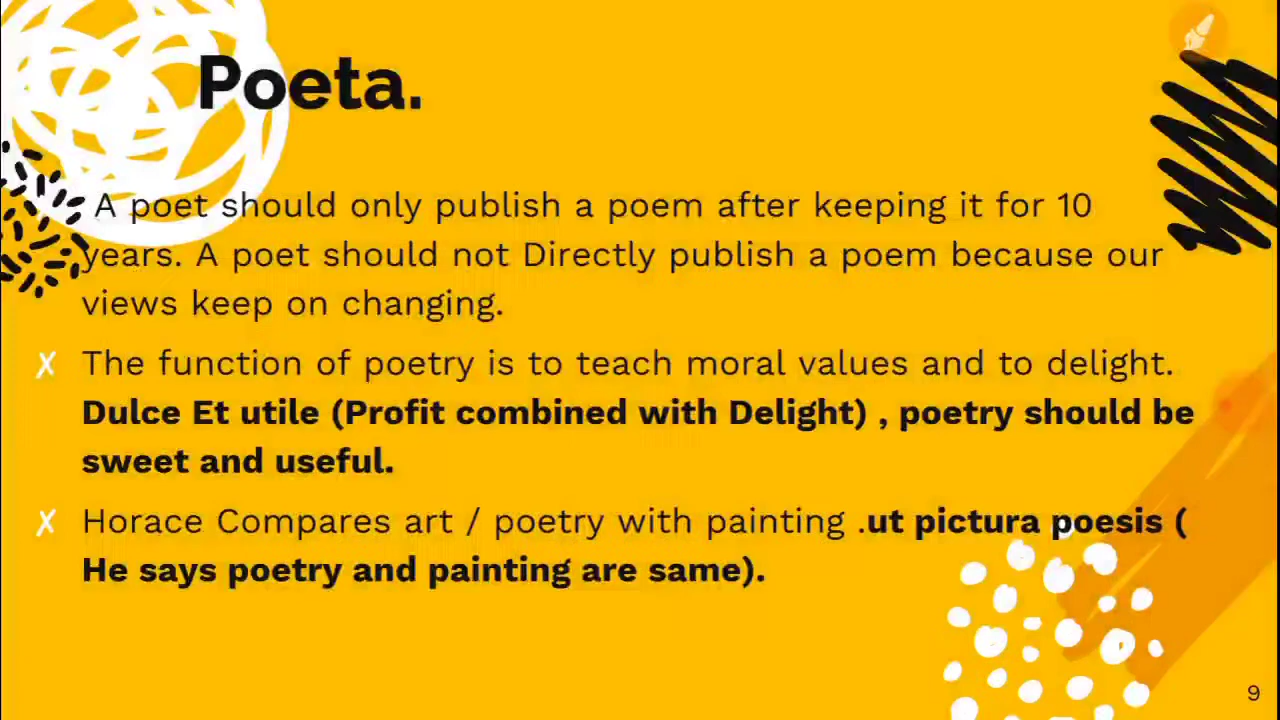 Poeta.
A poet should only publish a poem after keeping it for 10
years. A poet should not Directly publish a poem because our
views keep on changing.
✗ The function of poetry is to teach moral values and to delight.
Dulce Et utile (Profit combined with Delight) , poetry should be
sweet and useful.
✗ Horace Compares art / poetry with painting .ut pictura poesis (
He says poetry and painting are same).
9